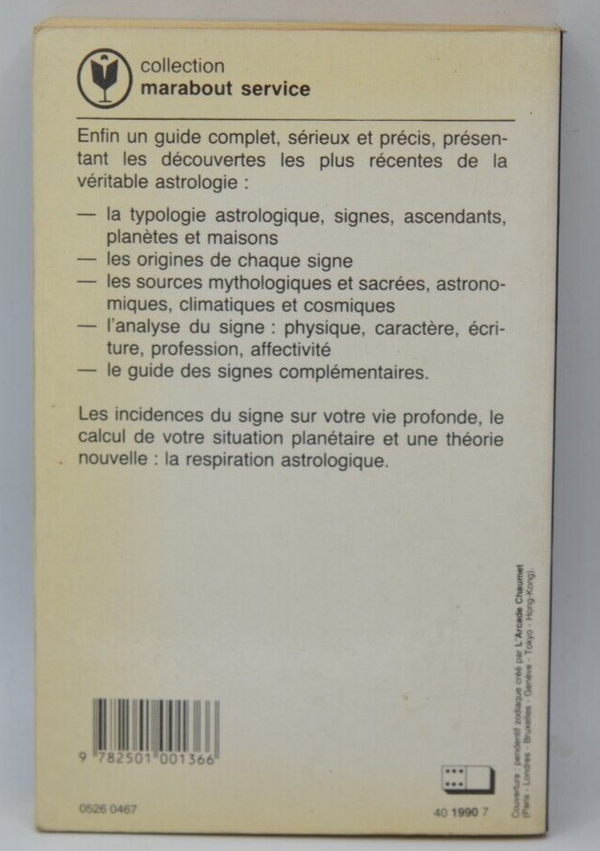 collection
marabout service
Enfin un guide complet, sérieux et précis, présen-
tant les découvertes les plus récentes de la
véritable astrologie :
— la typologie astrologique, signes, ascendants,
planètes et maisons
— les origines de chaque signe
— les sources mythologiques et sacrées, astrono-
miques, climatiques et cosmiques
— l'analyse du signe : physique, caractère, écri-
ture, profession, affectivité
— le guide des signes complémentaires.
Les incidences du signe sur votre vie profonde, le
calcul de votre situation planétaire et une théorie
nouvelle : la respiration astrologique.
9 782501 001366
0526 0467
40 1990 7
Couverture : pendentif zodiaque créé par L'Arcade Chaumet
(Paris - Londres - Bruxelles - Genève - Tokyo - Hong-Kong).